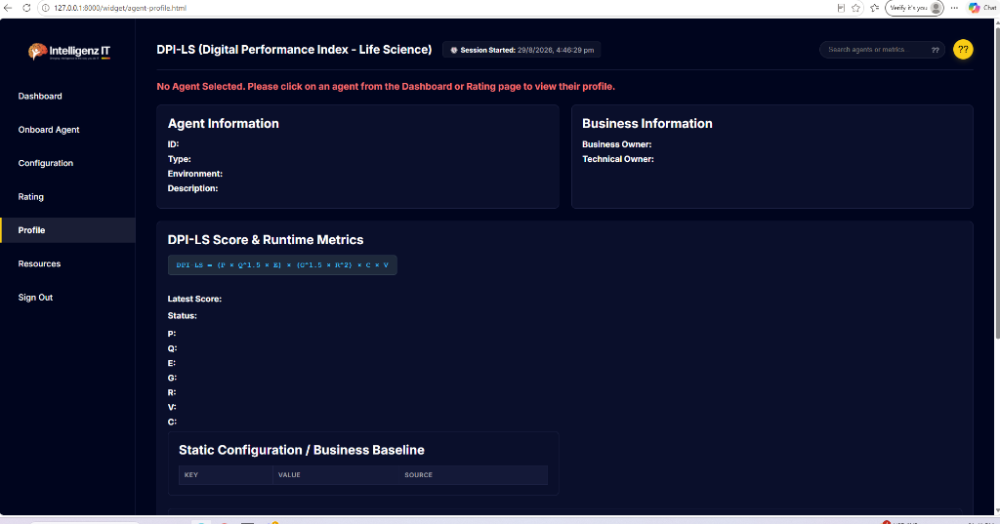 127.0.0.1:8000/widget/agent-profile.html
Verify it's you
Chat
Intelligenz IT
DPI-LS (Digital Performance Index - Life Science)
Session Started: 29/8/2026, 4:46:29 pm
Search agents or metrics...
??
??
Dashboard
Onboard Agent
Configuration
Rating
Profile
Resources
Sign Out
No Agent Selected. Please click on an agent from the Dashboard or Rating page to view their profile.
Agent Information
ID:
Type:
Environment:
Description:
Business Information
Business Owner:
Technical Owner:
DPI-LS Score & Runtime Metrics
DPI-LS = (P × Q^1.5 × E) × (G^1.5 × R^2) × C × V
Latest Score:
Status:
P:
Q:
E:
G:
R:
V:
C:
Static Configuration / Business Baseline
KEY VALUE SOURCE